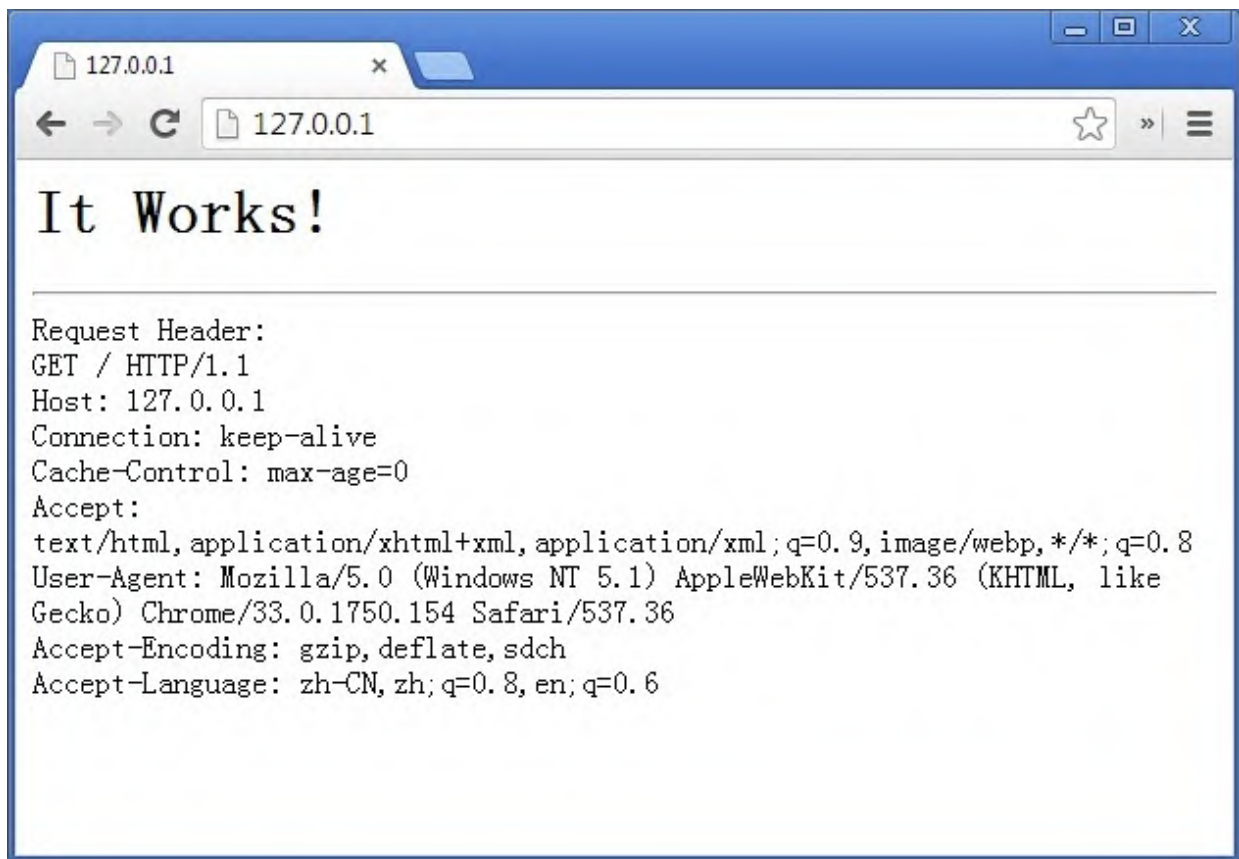 127.0.0.1
127.0.0.1
It Works!
Request Header:
GET / HTTP/1.1
Host: 127.0.0.1
Connection: keep-alive
Cache-Control: max-age=0
Accept:
text/html,application/xhtml+xml,application/xml;q=0.9,image/webp,*/*;q=0.8
User-Agent: Mozilla/5.0 (Windows NT 5.1) AppleWebKit/537.36 (KHTML, like
Gecko) Chrome/33.0.1750.154 Safari/537.36
Accept-Encoding: gzip,deflate,sdch
Accept-Language: zh-CN,zh;q=0.8,en;q=0.6